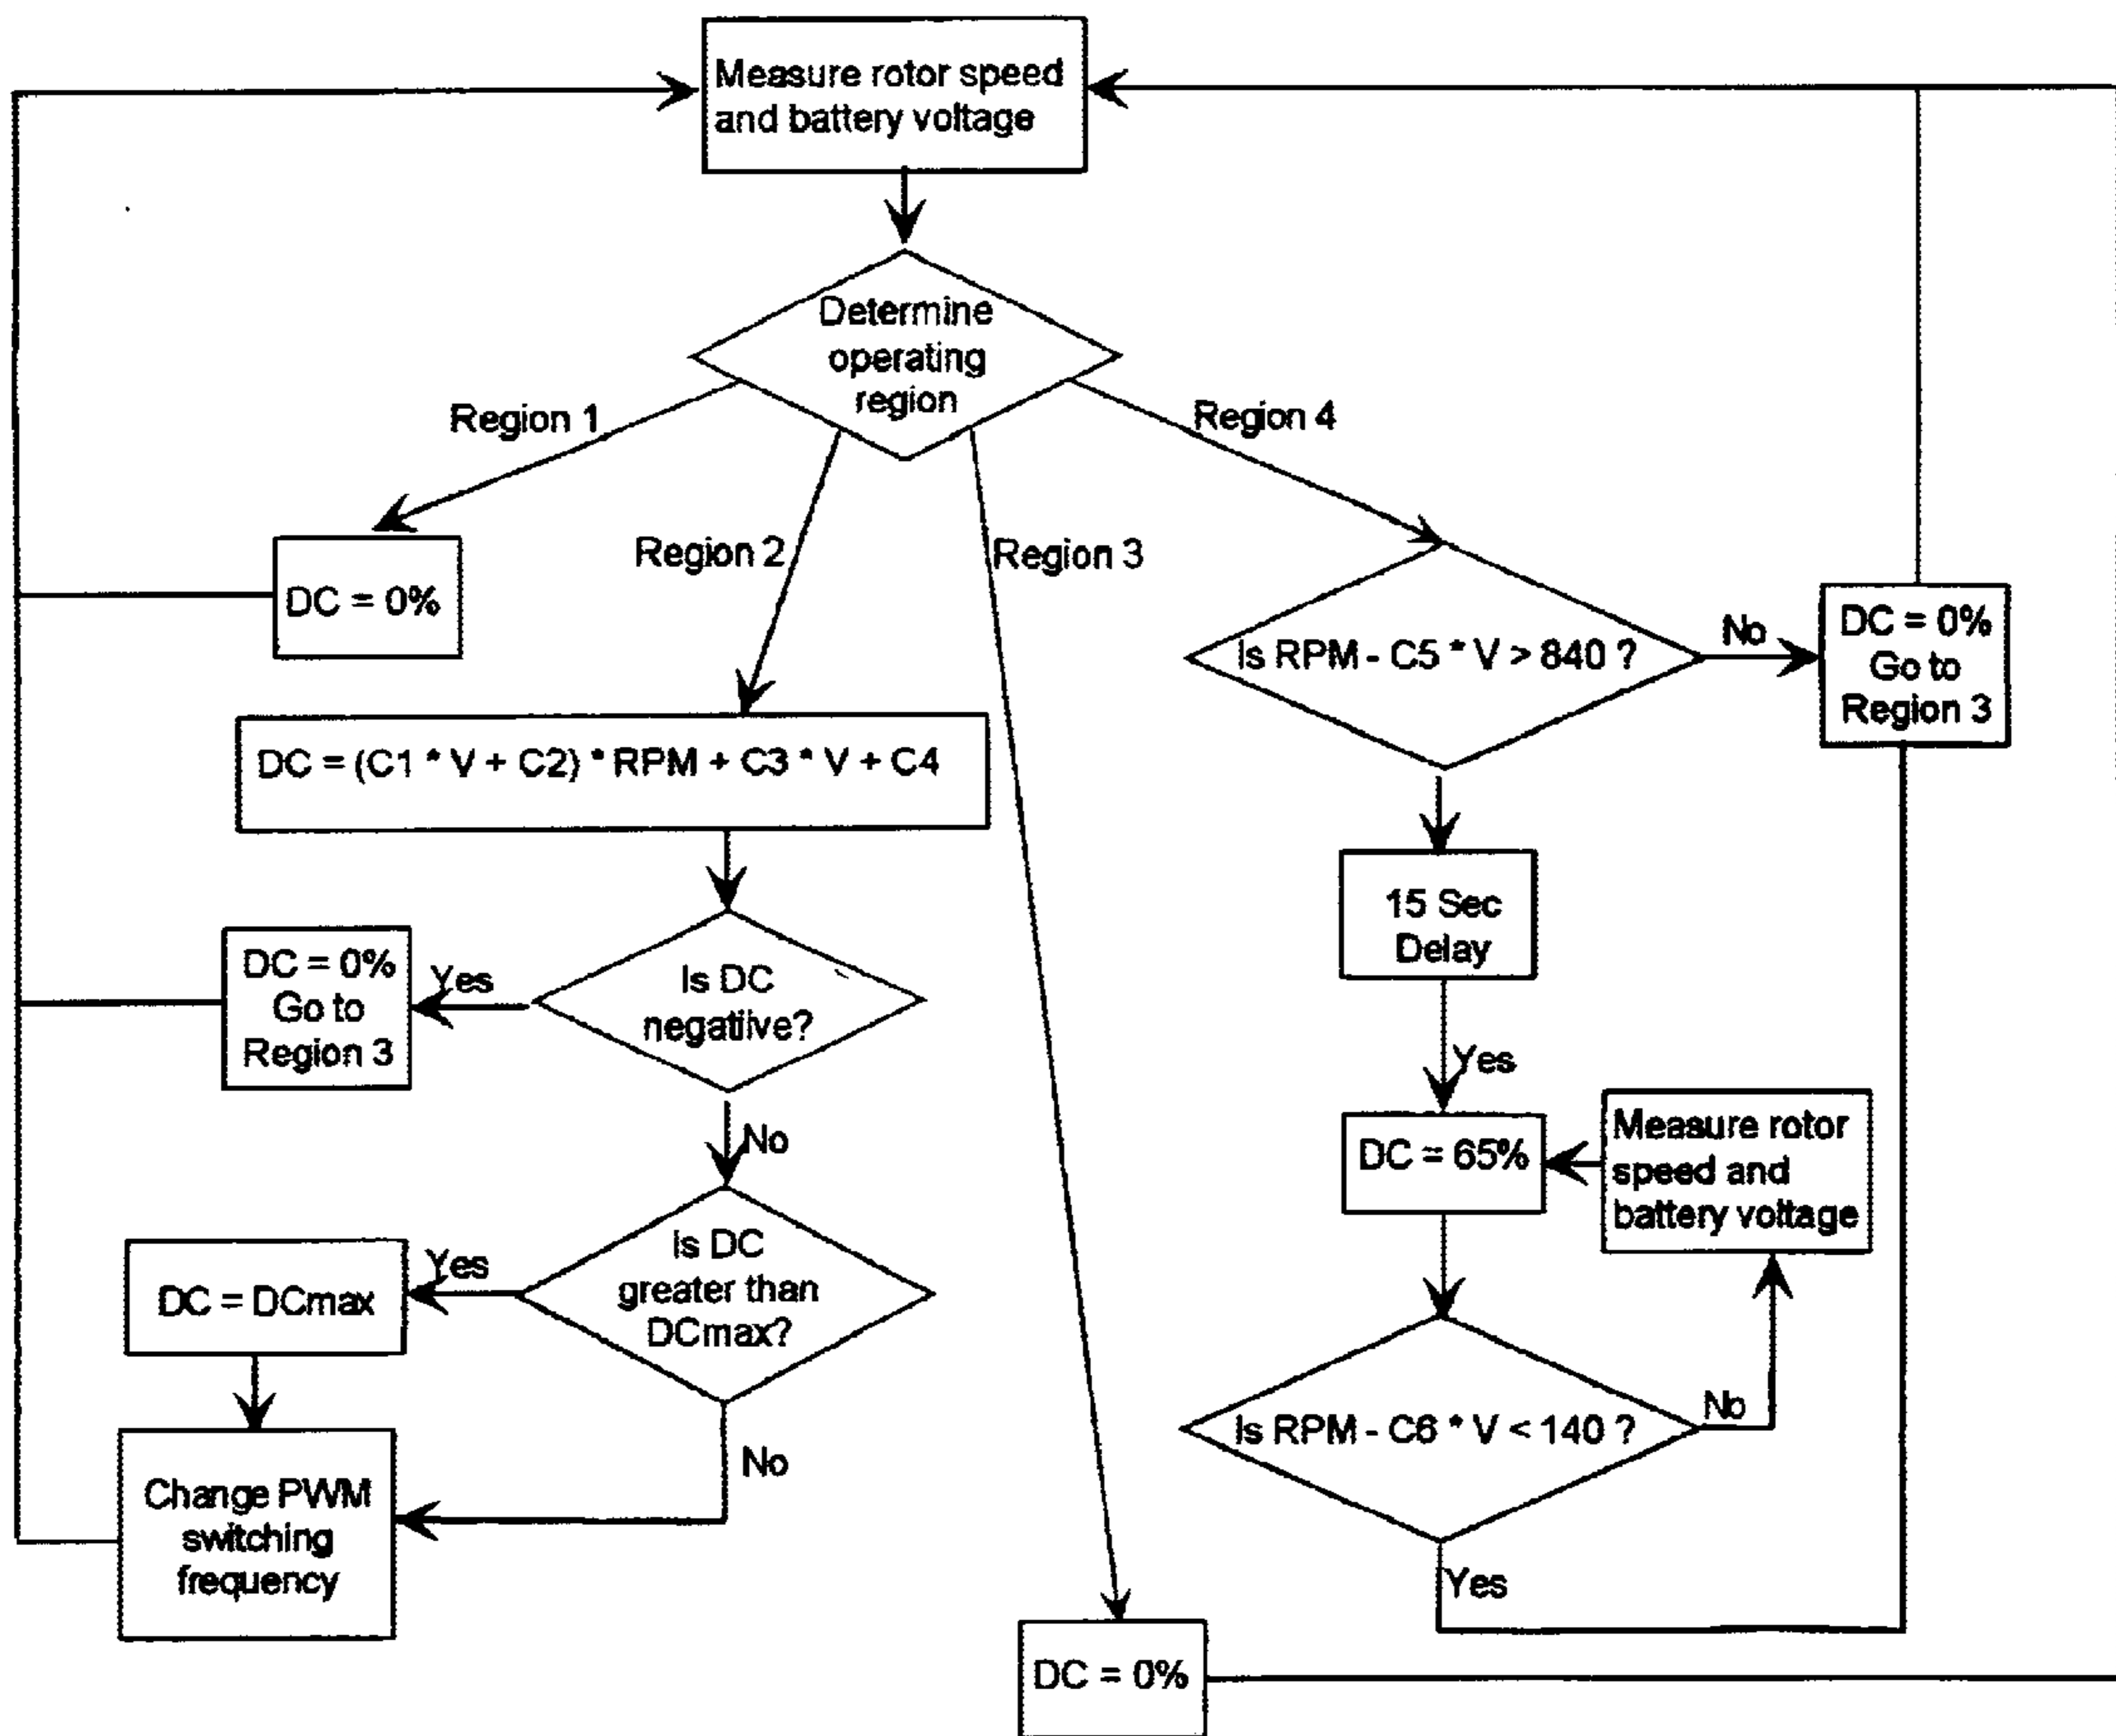 Measure rotor speed
and battery voltage
Determine
operating
region
Region 1
Region 2
Region 3
Region 4
DC = 0%
DC = (C1 * V + C2) * RPM + C3 * V + C4
Is DC
negatiive?
Yes
DC = 0%
Go to
Region 3
No
Is DC
greater than
DCmax?
Yes
DC = DCmax
No
Change PWM
switching
frequency
DC = 0%
Is RPM - C5 * V > 840 ?
No
DC = 0%
Go to
Region 3
15 Sec
Delay
Yes
DC = 65%
Measure rotor
speed and
battery voltage
Is RPM - C6 * V < 140 ?
No
Yes